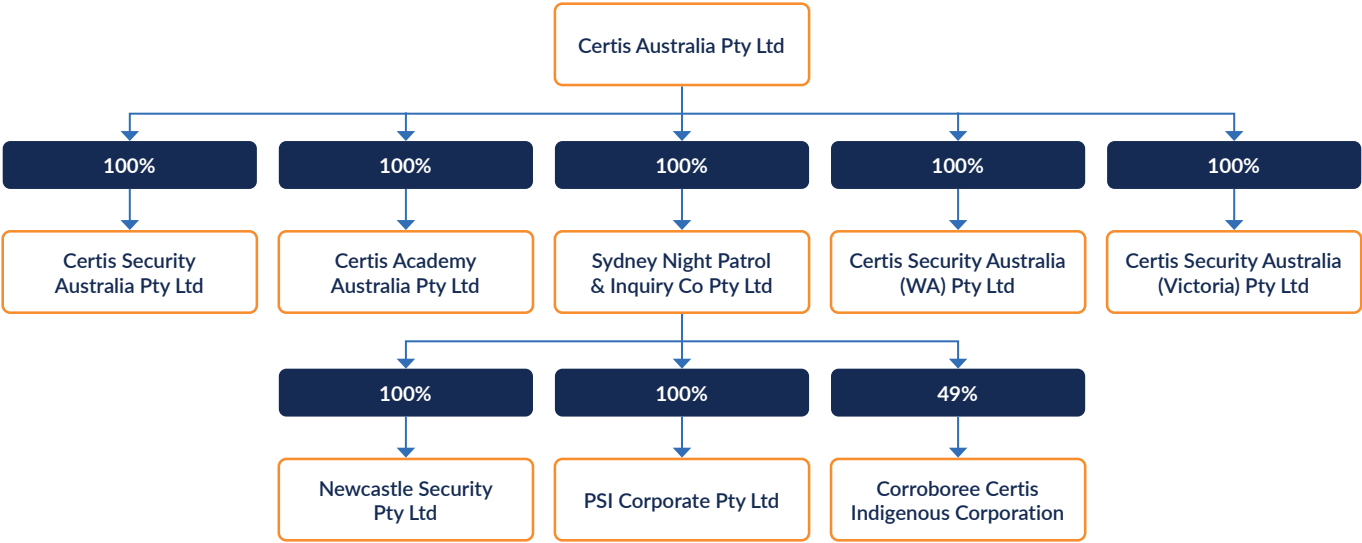 Certis Australia Pty Ltd
100%
100%
100%
100%
100%
Certis Security
Australia Pty Ltd
Certis Academy
Australia Pty Ltd
Sydney Night Patrol
& Inquiry Co Pty Ltd
Certis Security Australia
(WA) Pty Ltd
Certis Security Australia
(Victoria) Pty Ltd
100%
100%
49%
Newcastle Security
Pty Ltd
PSI Corporate Pty Ltd
Corroboree Certis
Indigenous Corporation